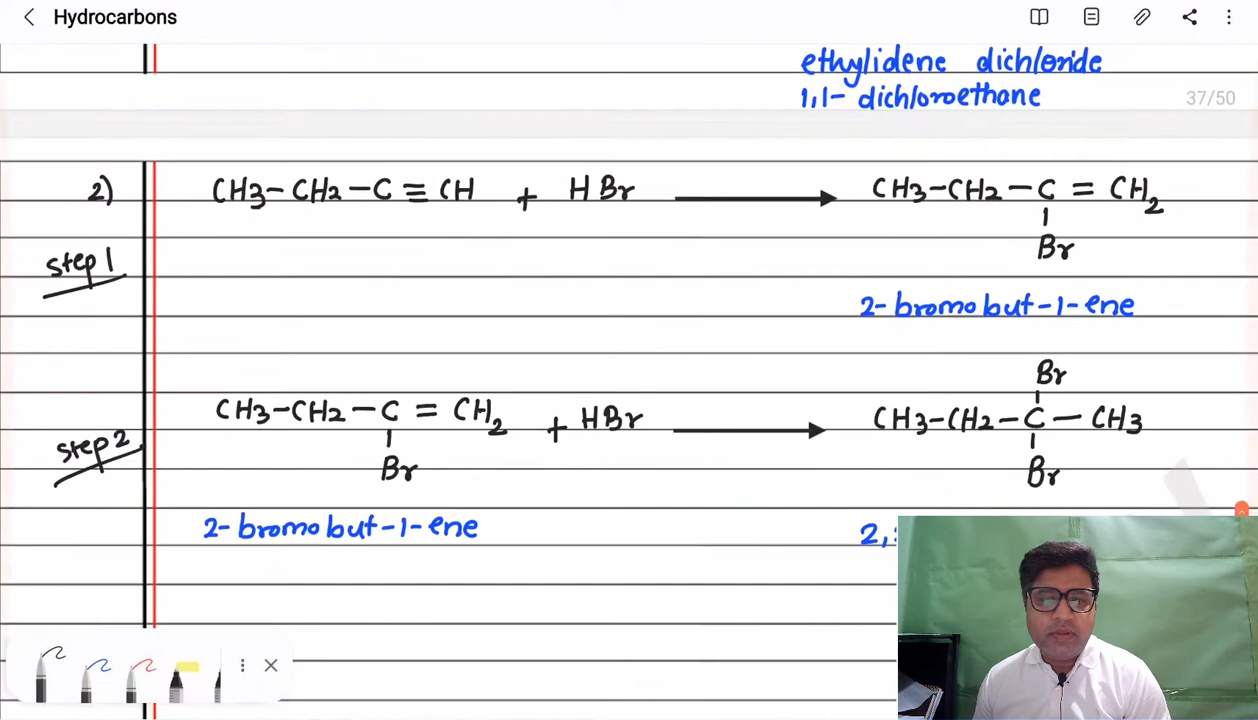 Hydrocarbons
ethylidene dichloride
1,1- dichloroethane
37/50
2)
CH3-CH2-C≡CH + HBr ⟶ CH3-CH2-C=CH2
Br
step 1
2-bromobut-1-ene
Br
CH3-CH2-C=CH2 + HBr ⟶ CH3-CH2-C-CH3
step 2
Br Br
2-bromobut-1-ene 2,